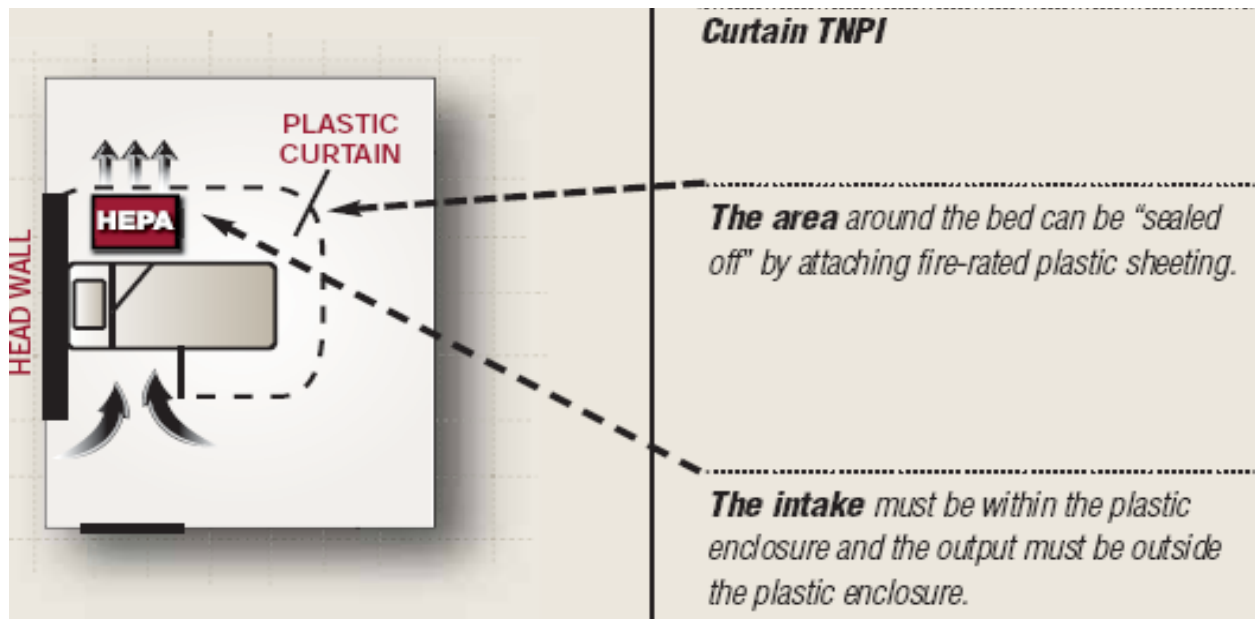 Curtain TNPI
PLASTIC
CURTAIN
HEPA
HEAD WALL
The area around the bed can be “sealed
off” by attaching fire-rated plastic sheeting.
The intake must be within the plastic
enclosure and the output must be outside
the plastic enclosure.